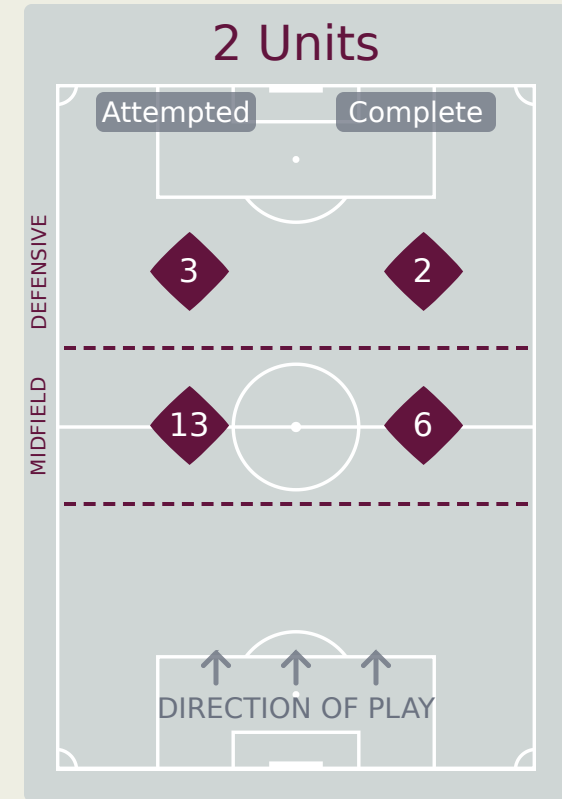 2 Units
Attempted Complete
DEFENSIVE
3 2
MIDFIELD
13 6
DIRECTION OF PLAY